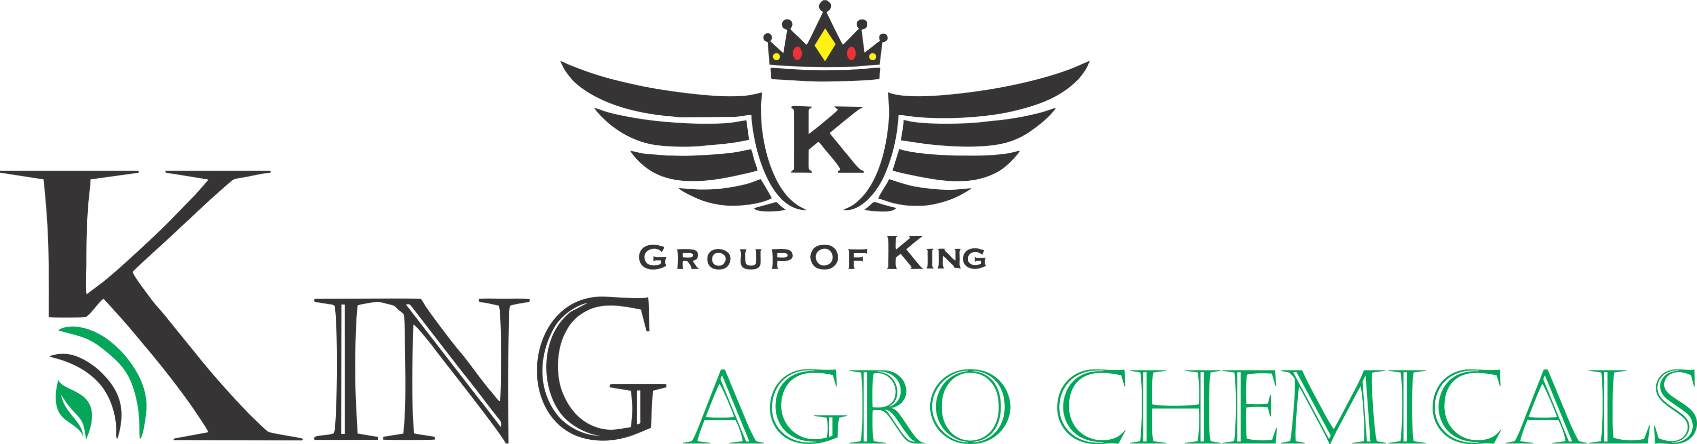 K
GROUP OF KING
KING AGRO CHEMICALS